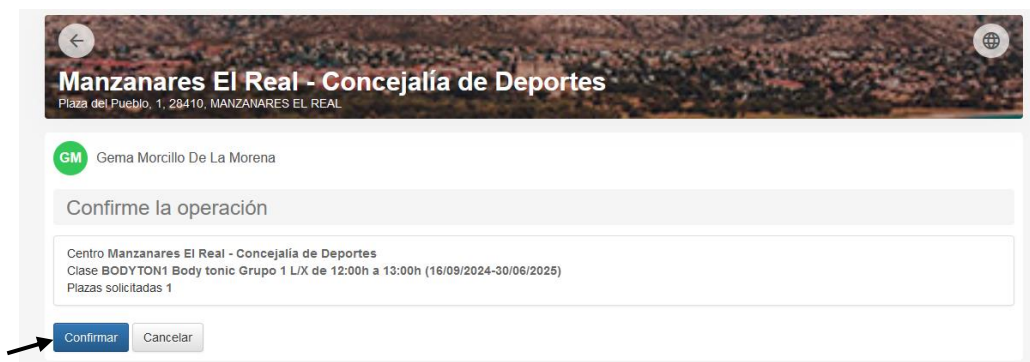 Manzanares El Real - Concejalía de Deportes
Plaza del Pueblo, 1, 28410, MANZANARES EL REAL
GM Gema Morcillo De La Morena
Confirme la operación
Centro Manzanares El Real - Concejalía de Deportes
Clase BODYTON1 Body tonic Grupo 1 L/X de 12:00h a 13:00h (16/09/2024-30/06/2025)
Plazas solicitadas 1
Confirmar Cancelar